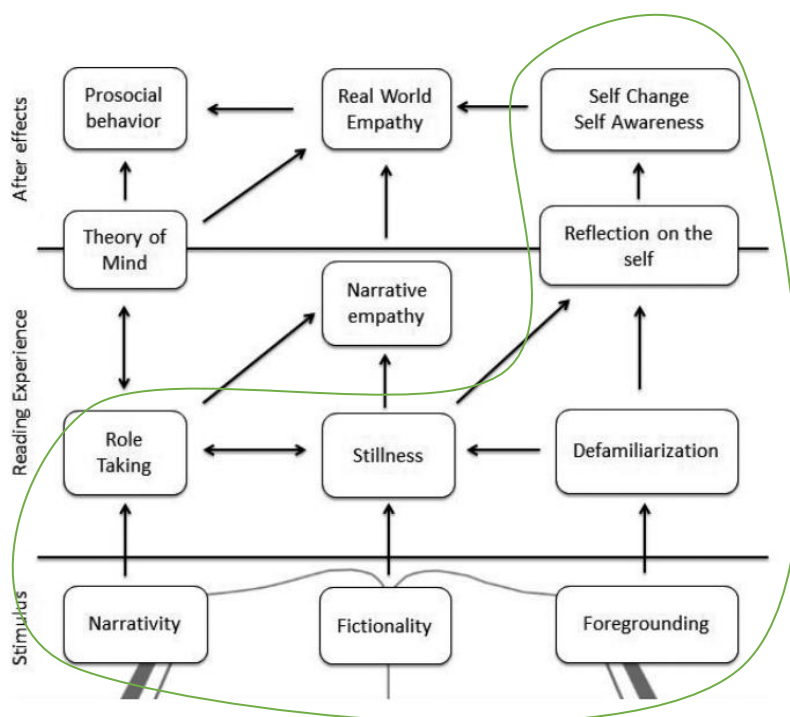 After effects
Prosocial
behavior
Real World
Empathy
Self Change
Self Awareness
Theory of
Mind
Reflection on the
self
Reading Experience
Narrative
empathy
Role
Taking
Stillness
Defamiliarization
Stimulus
Narrativity
Fictionality
Foregrounding